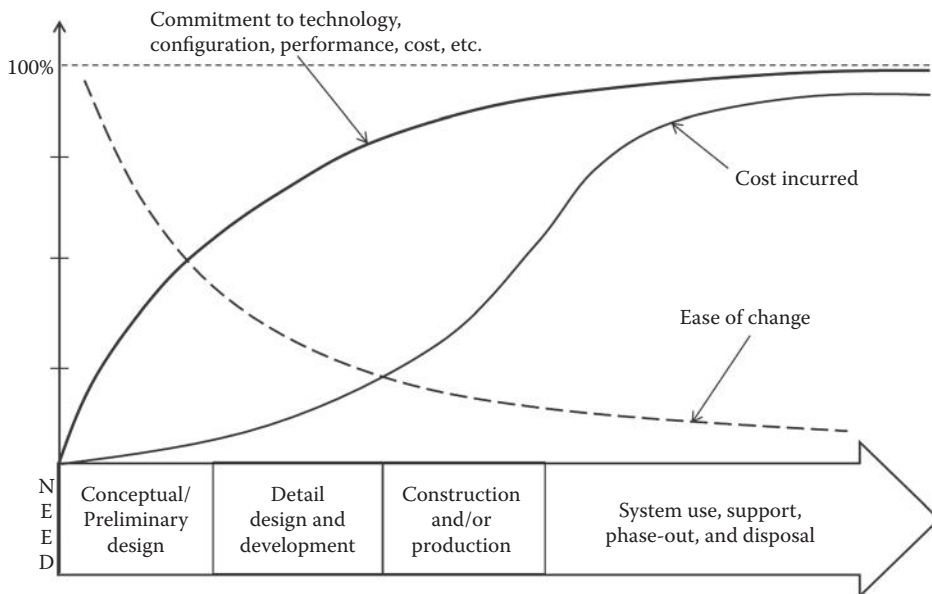 Commitment to technology,
configuration, performance, cost, etc.
100%
Cost incurred
Ease of change
NEED
Conceptual/
Preliminary
design
Detail
design and
development
Construction
and/or
production
System use, support,
phase-out, and disposal